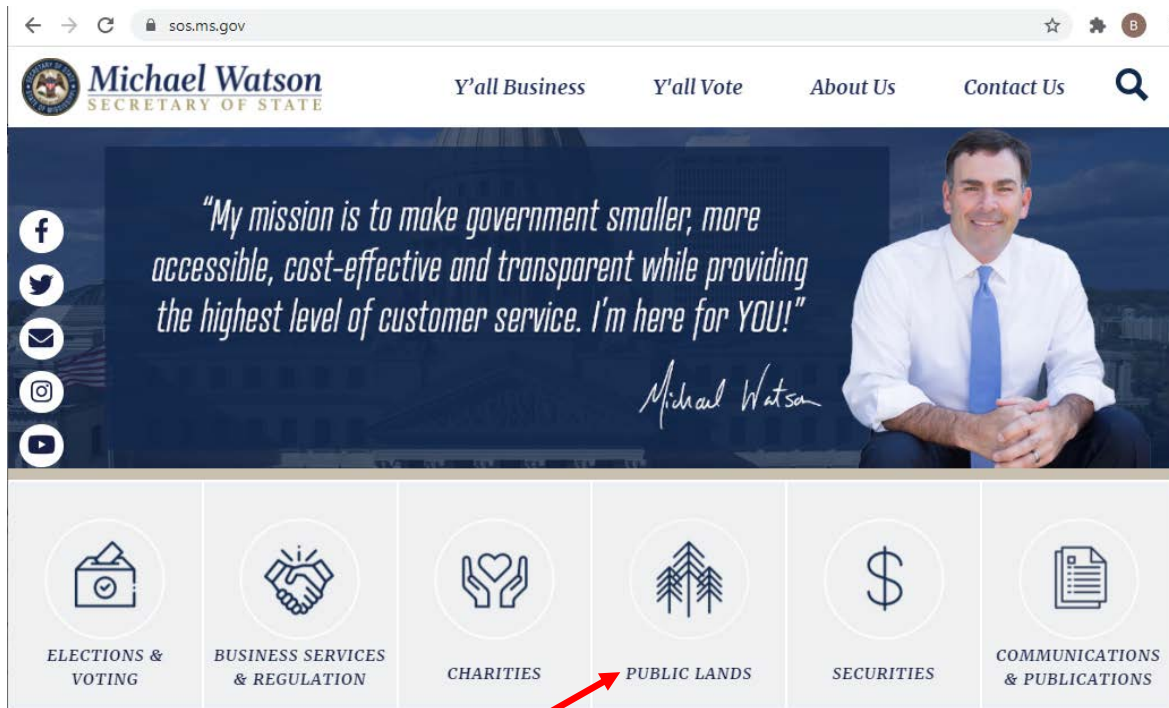 sos.ms.gov
B
Michael Watson
SECRETARY OF STATE
Y'all Business
Y'all Vote
About Us
Contact Us
"My mission is to make government smaller, more
accessible, cost-effective and transparent while providing
the highest level of customer service. I'm here for YOU!"
Michael Watson
ELECTIONS &
VOTING
BUSINESS SERVICES
& REGULATION
CHARITIES
PUBLIC LANDS
SECURITIES
COMMUNICATIONS
& PUBLICATIONS